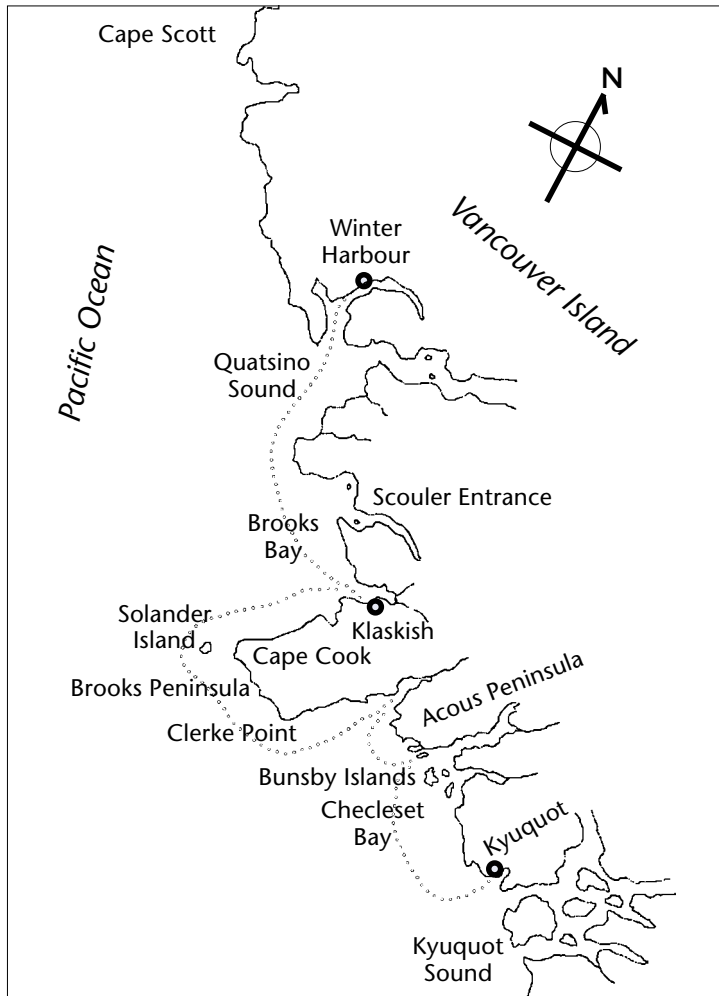 Cape Scott
N
Winter
Harbour
Vancouver Island
Pacific Ocean
Quatsino
Sound
Scouler Entrance
Brooks
Bay
Solander
Island
Klaskish
Cape Cook
Brooks Peninsula
Acous Peninsula
Clerke Point
Bunsby Islands
Checleset
Bay
Kyuquot
Kyuquot
Sound